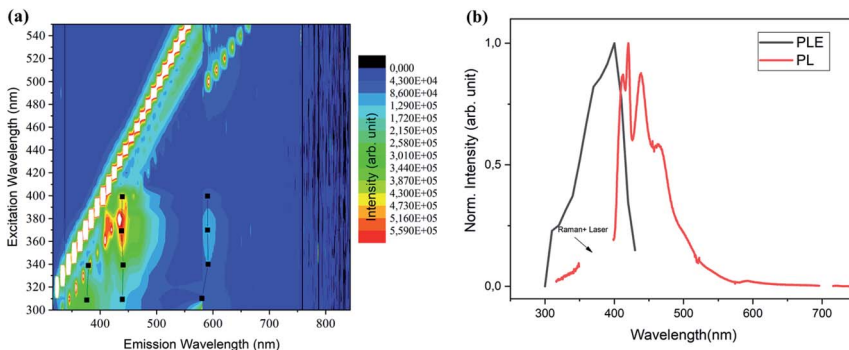 (a)
540
520
500
480
460
440
420
400
380
360
340
320
300
Excitation Wavelength (nm)
400 500 600 700 800
Emission Wavelength (nm)
Intensity (arb. unit)
0,000
4,300E+04
8,600E+04
1,290E+05
1,720E+05
2,150E+05
2,580E+05
3,010E+05
3,440E+05
3,870E+05
4,300E+05
4,730E+05
5,160E+05
5,590E+05
(b)
1,0
0,5
0,0
Norm. Intensity (arb. unit)
PLE
PL
Raman+ Laser
300 400 500 600 700
Wavelength(nm)